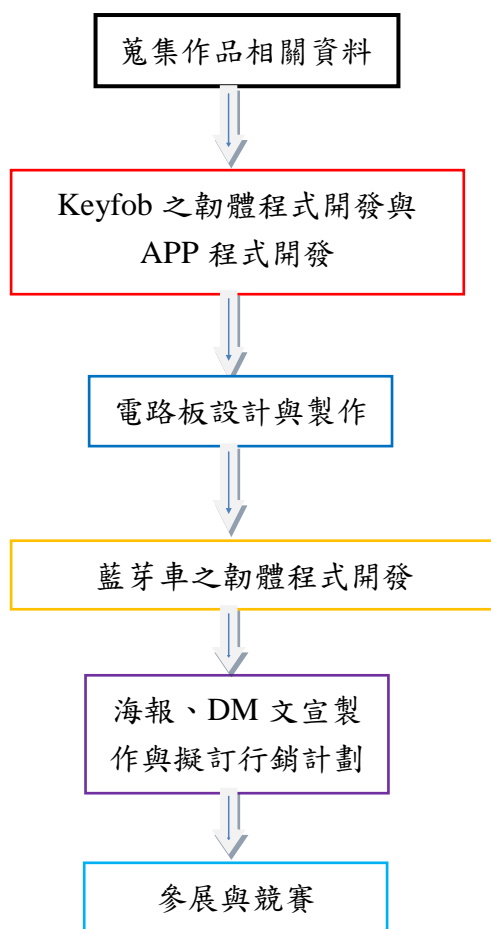 蒐集作品相關資料
Keyfob 之韌體程式開發與
APP 程式開發
電路板設計與製作
藍芽車之韌體程式開發
海報、DM 文宣製
作與擬訂行銷計劃
參展與競賽